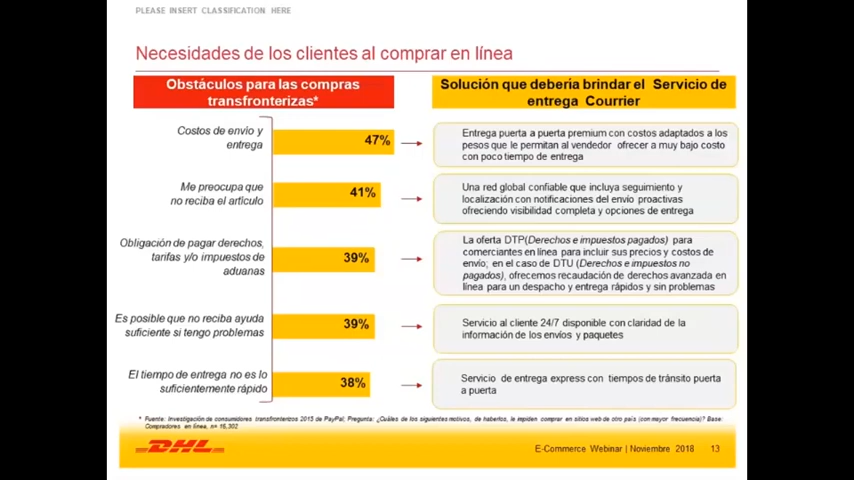 PLEASE INSERT CLASSIFICATION HERE
Necesidades de los clientes al comprar en línea
Obstáculos para las compras
transfronterizas*
Solución que deberia brindar el Servicio de
entrega Courrier
Costos de envio y
entrega
47%
Entrega puerta a puerta premium con costos adaptados a los
pesos que le permitan al vendedor ofrecer a muy bajo costo
con poco tiempo de entrega
Me preocupa que
no reciba el artículo
41%
Una red global confiable que incluya seguimiento y
localización con notificaciones del envío proactivas
ofreciendo visibilidad completa y opciones de entrega
Obligación de pagar derechos,
tarifas y/o impuestos de
aduanas
39%
La oferta DTP(Derechos e impuestos pagados) para
comerciantes en línea para incluir sus precios y costos de
envío; en el caso de DTU (Derechos e impuestos no
pagados), ofrecemos recaudación de derechos avanzada en
línea para un despacho y entrega rápidos y sin problemas
Es posible que no reciba ayuda
suficiente si tengo problemas
39%
Servicio al cliente 24/7 disponible con claridad de la
información de los envíos y paquetes
El tiempo de entrega no es lo
suficientemente rápido
38%
Servicio de entrega express con tiempos de tránsito puerta
a puerta
* Fuente: Investigación de consumidores transfronterizos 2015 de PayPal; Pregunta: ¿Cuáles de los siguientes motivos, de haberlos, le impiden comprar en sitios web de otro país (con mayor frecuencia)? Base:
Compradores en línea, n= 16,302
DHL
E-Commerce Webinar | Noviembre 2018 13